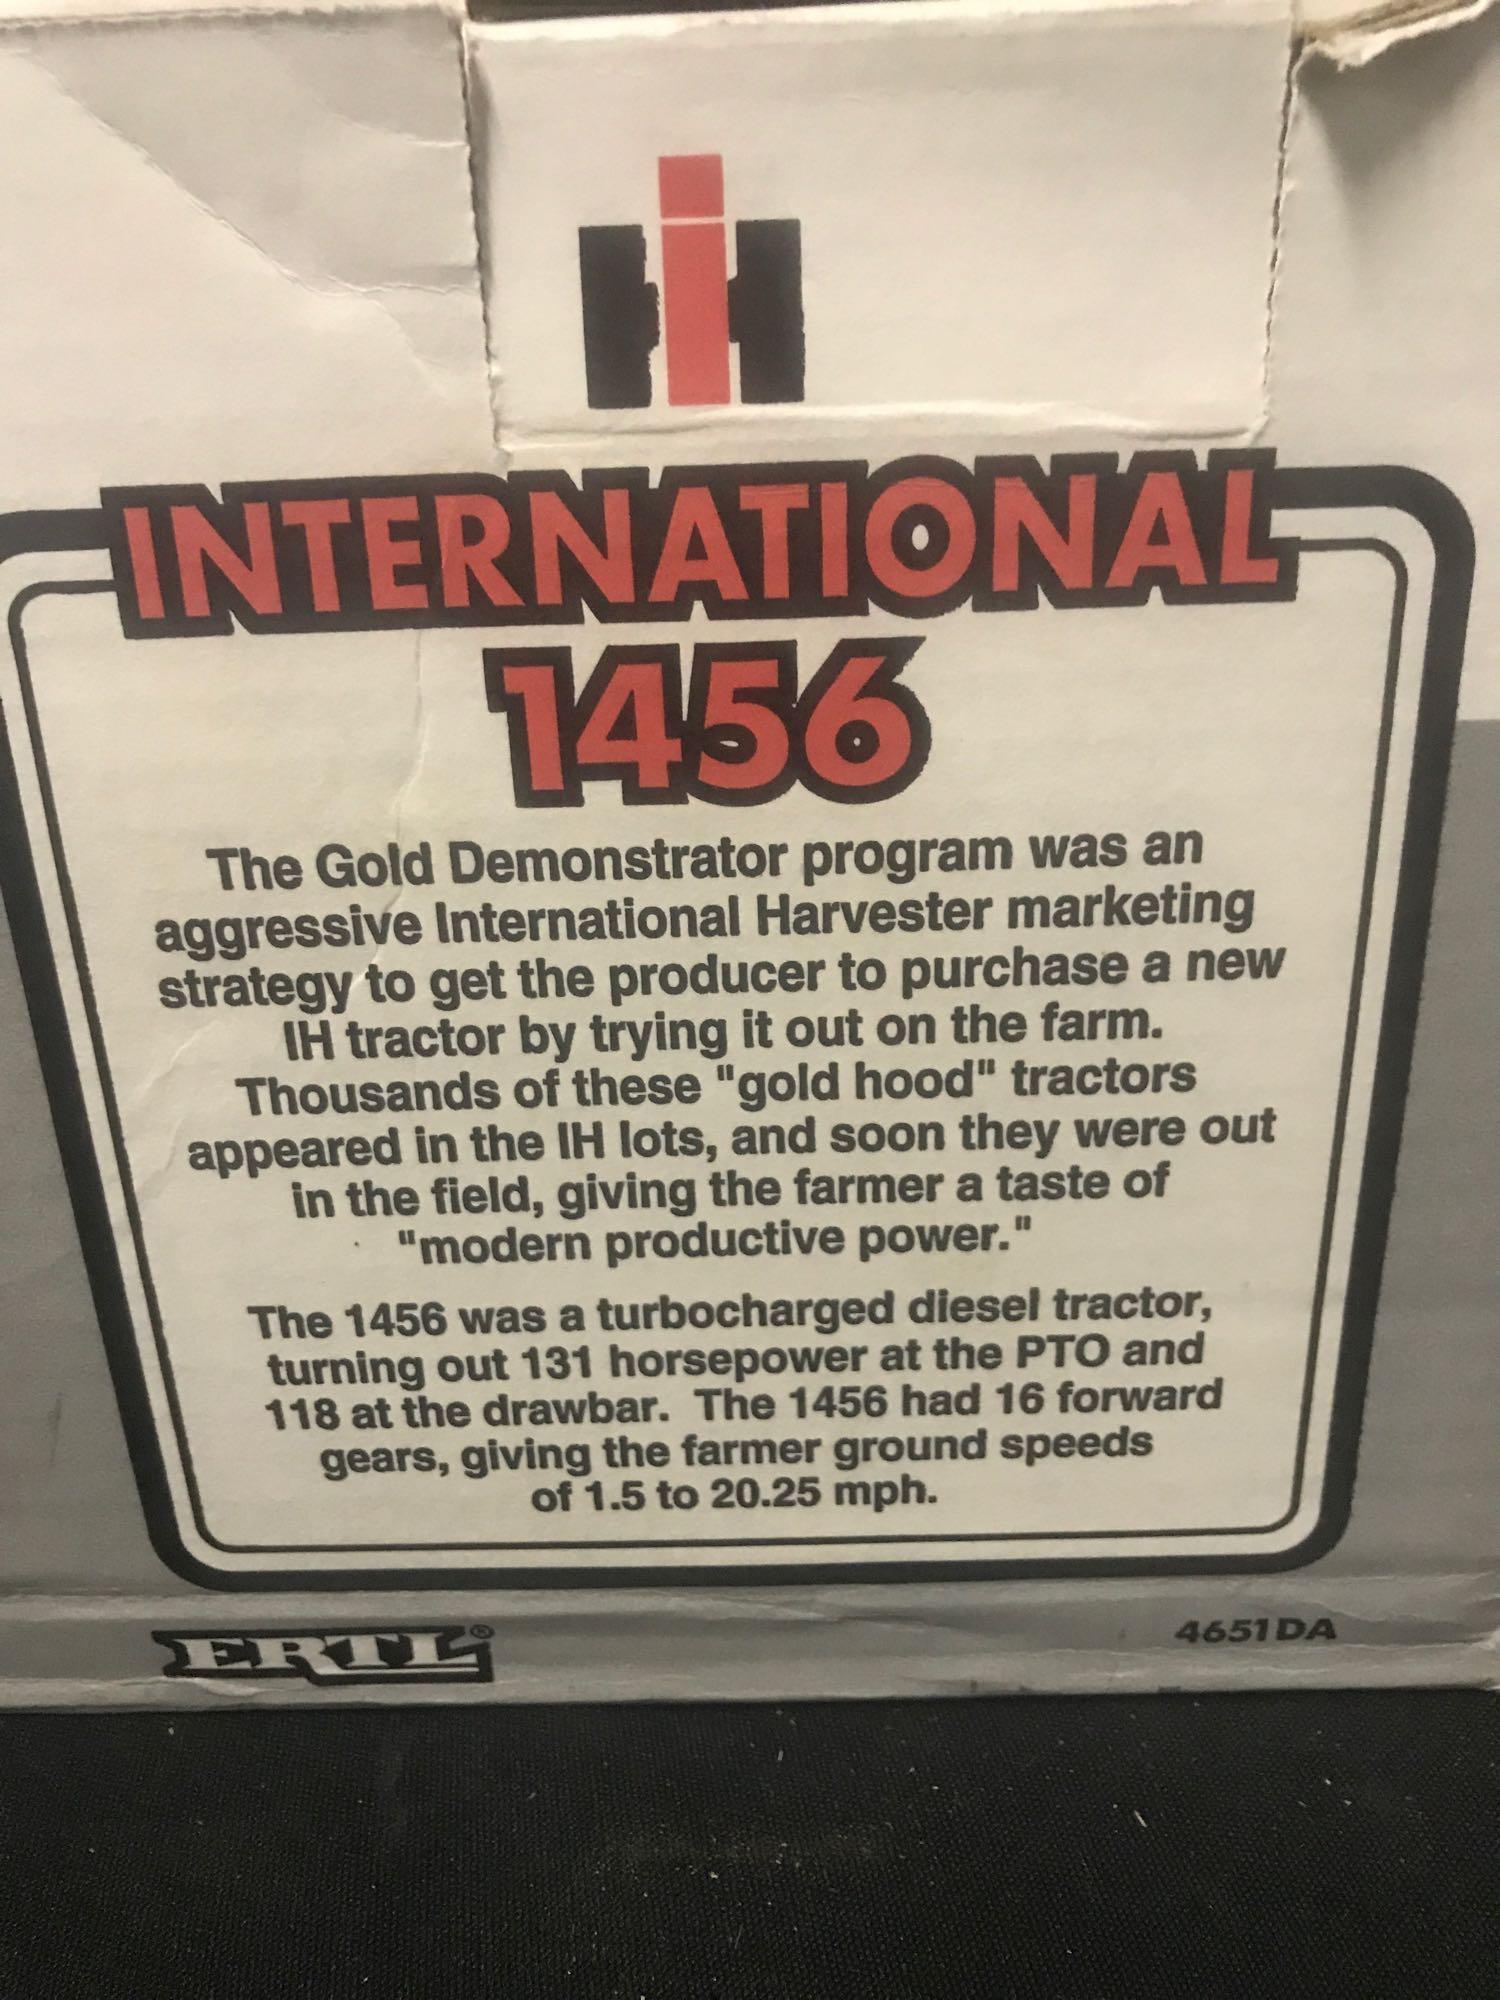 IH
INTERNATIONAL
1456
The Gold Demonstrator program was an
aggressive International Harvester marketing
strategy to get the producer to purchase a new
IH tractor by trying it out on the farm.
Thousands of these "gold hood" tractors
appeared in the IH lots, and soon they were out
in the field, giving the farmer a taste of
"modern productive power."
The 1456 was a turbocharged diesel tractor,
turning out 131 horsepower at the PTO and
118 at the drawbar. The 1456 had 16 forward
gears, giving the farmer ground speeds
of 1.5 to 20.25 mph.
ERTL®
4651DA